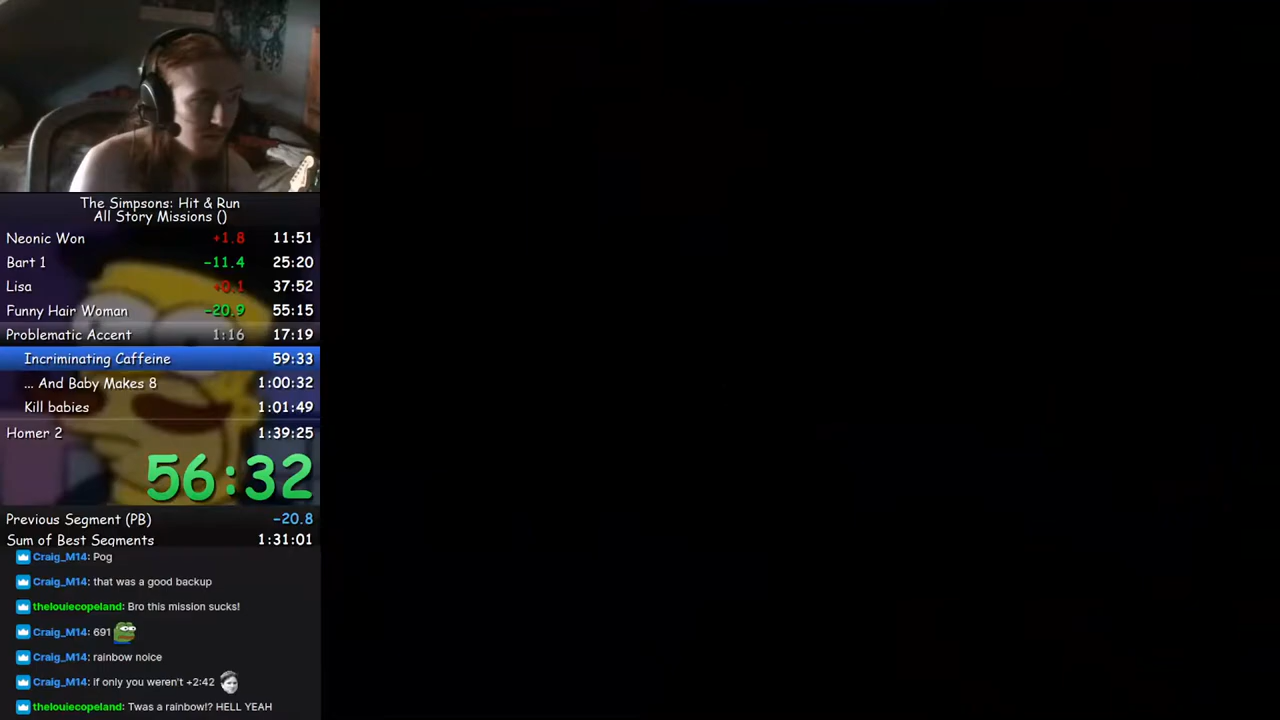 The Simpsons: Hit & Run
All Story Missions ()
Neonic Won +1.8 11:51
Bart 1 -11.4 25:20
Lisa +0.1 37:52
Funny Hair Woman -20.9 55:15
Problematic Accent 1:16 17:19
Incriminating Caffeine 59:33
... And Baby Makes 8 1:00:32
Kill babies 1:01:49
Homer 2 1:39:25
56:32
Previous Segment (PB) -20.8
Sum of Best Segments 1:31:01
Craig_M14: Pog
Craig_M14: that was a good backup
thelouiecopeland: Bro this mission sucks!
Craig_M14: 691
Craig_M14: rainbow noice
Craig_M14: if only you weren't +2:42
thelouiecopeland: Twas a rainbow!? HELL YEAH